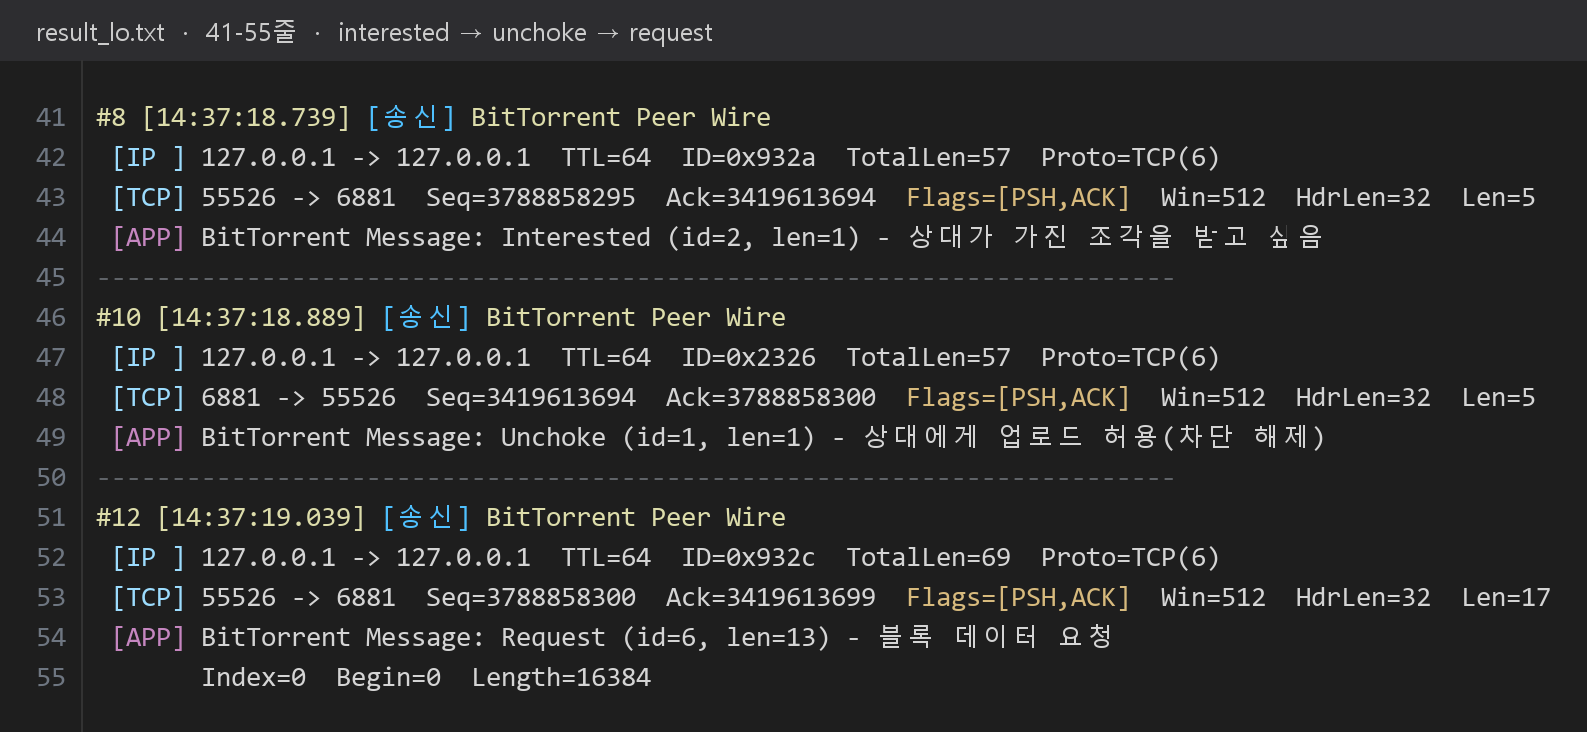 result_lo.txt · 41-55줄 · interested → unchoke → request
41 #8 [14:37:18.739] [송신] BitTorrent Peer Wire
42 [IP ] 127.0.0.1 -> 127.0.0.1 TTL=64 ID=0x932a TotalLen=57 Proto=TCP(6)
43 [TCP] 55526 -> 6881 Seq=3788858295 Ack=3419613694 Flags=[PSH,ACK] Win=512 HdrLen=32 Len=5
44 [APP] BitTorrent Message: Interested (id=2, len=1) - 상대가 가진 조각을 받고 싶음
45 ------------------------------------------------------------------------
46 #10 [14:37:18.889] [송신] BitTorrent Peer Wire
47 [IP ] 127.0.0.1 -> 127.0.0.1 TTL=64 ID=0x2326 TotalLen=57 Proto=TCP(6)
48 [TCP] 6881 -> 55526 Seq=3419613694 Ack=3788858300 Flags=[PSH,ACK] Win=512 HdrLen=32 Len=5
49 [APP] BitTorrent Message: Unchoke (id=1, len=1) - 상대에게 업로드 허용(차단 해제)
50 ------------------------------------------------------------------------
51 #12 [14:37:19.039] [송신] BitTorrent Peer Wire
52 [IP ] 127.0.0.1 -> 127.0.0.1 TTL=64 ID=0x932c TotalLen=69 Proto=TCP(6)
53 [TCP] 55526 -> 6881 Seq=3788858300 Ack=3419613699 Flags=[PSH,ACK] Win=512 HdrLen=32 Len=17
54 [APP] BitTorrent Message: Request (id=6, len=13) - 블록 데이터 요청
55 Index=0 Begin=0 Length=16384